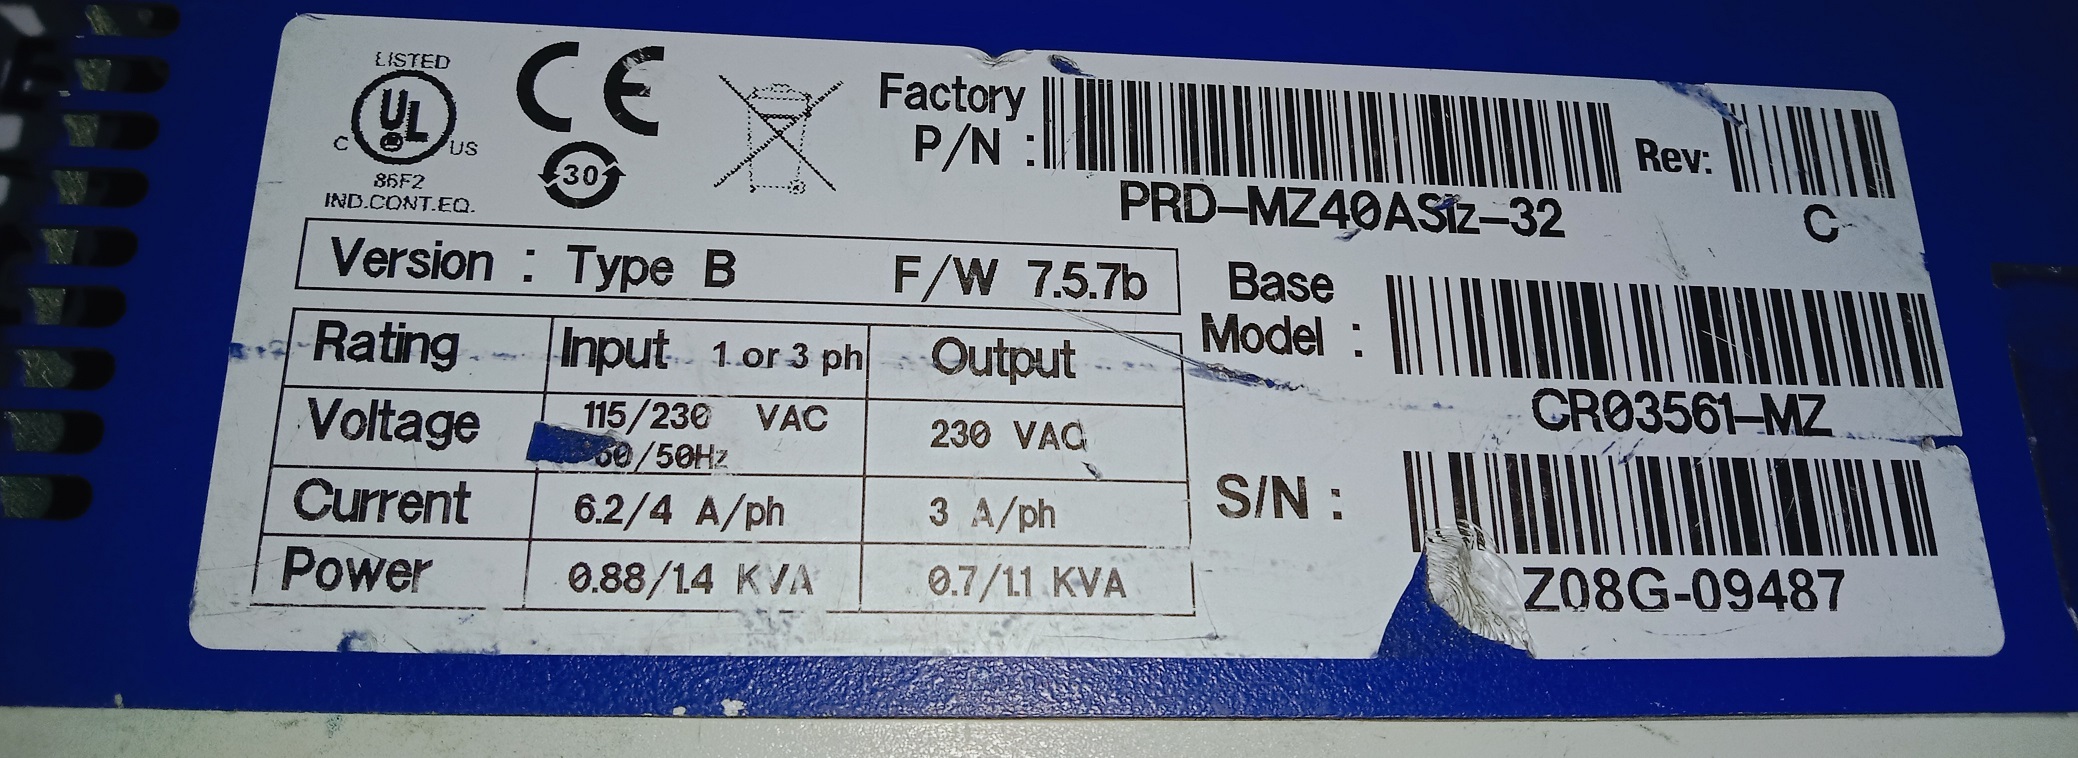 LISTED
UL
C US
86F2
IND.CONT.EQ.
CE
30
Factory
P/N :
PRD-MZ40ASIz-32
Rev:
C
Version : Type B F/W 7.5.7b
Base
Model :
CR03561-MZ
Rating Input 1 or 3 ph Output
Voltage 115/230 VAC 230 VAC
60/50Hz
Current 6.2/4 A/ph 3 A/ph
Power 0.88/1.4 KVA 0.7/1.1 KVA
S/N :
Z08G-09487